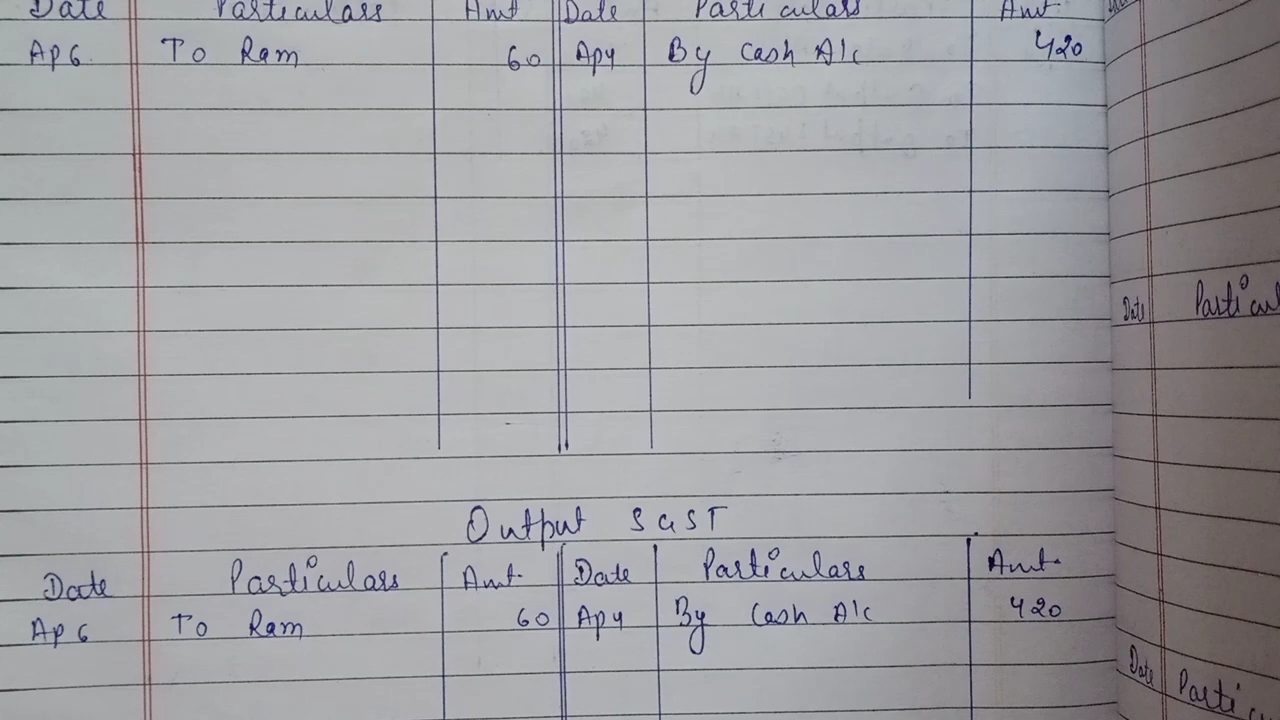 Date Particulars Amt Date Particulars Amt
Ap 6 To Ram 60 Ap 4 By Cash A/c 420
Output SGST
Date Particulars Amt Date Particulars Amt
Ap 6 To Ram 60 Ap 4 By Cash A/c 420
Date Particul
Date Particu